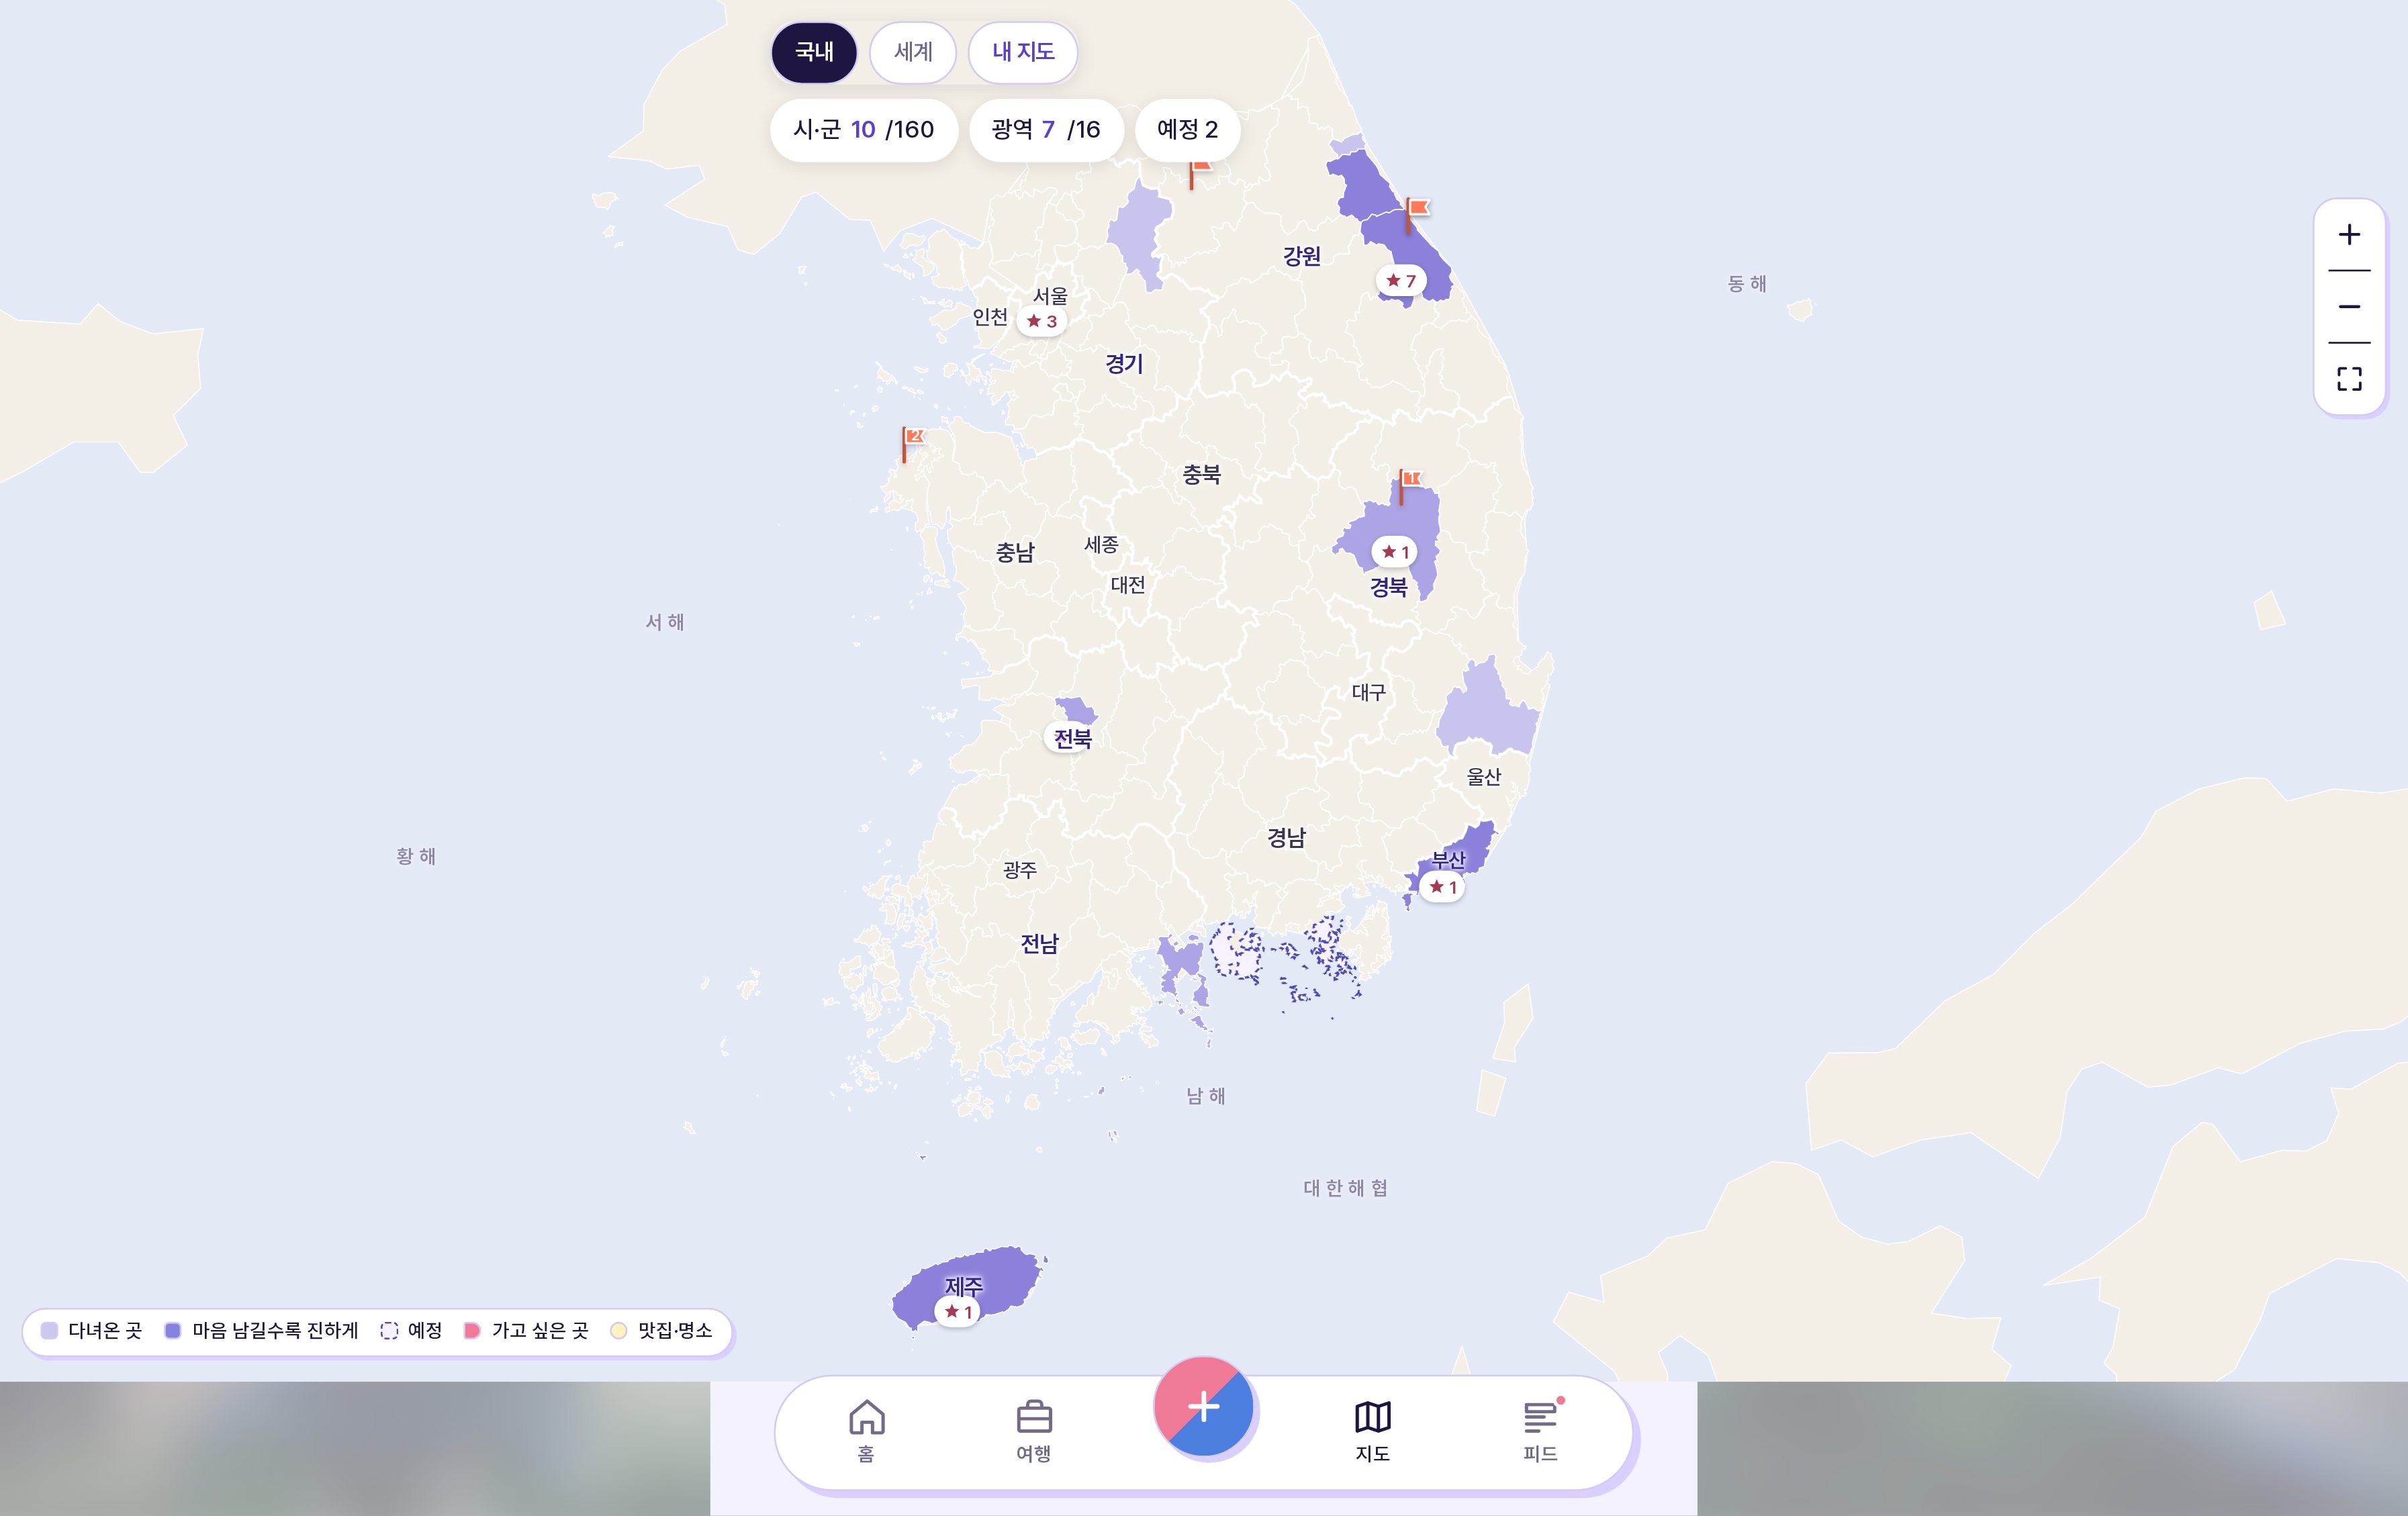 국내 세계 내 지도
시·군 10 /160 광역 7 /16 예정 2
강원
동해
7
서울
인천
3
경기
2
충북
1
충남
세종
1
대전
경북
서해
대구
전북
울산
경남
황해
광주
부산
1
전남
남해
대한해협
제주
1
다녀온 곳 마음 남길수록 진하게 예정 가고 싶은 곳 맛집·명소
홈 여행 지도 피드